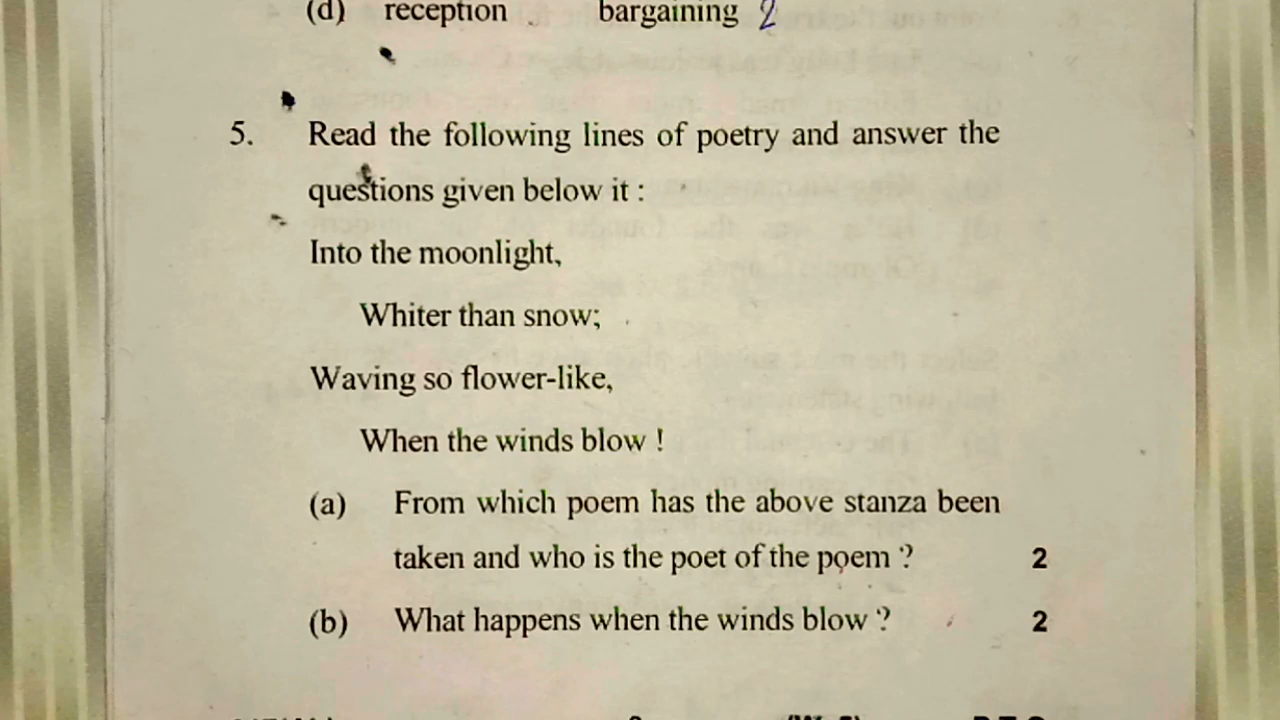 (d) reception bargaining 2
5. Read the following lines of poetry and answer the
questions given below it :
Into the moonlight,
Whiter than snow;
Waving so flower-like,
When the winds blow !
(a) From which poem has the above stanza been
taken and who is the poet of the poem ? 2
(b) What happens when the winds blow ? 2